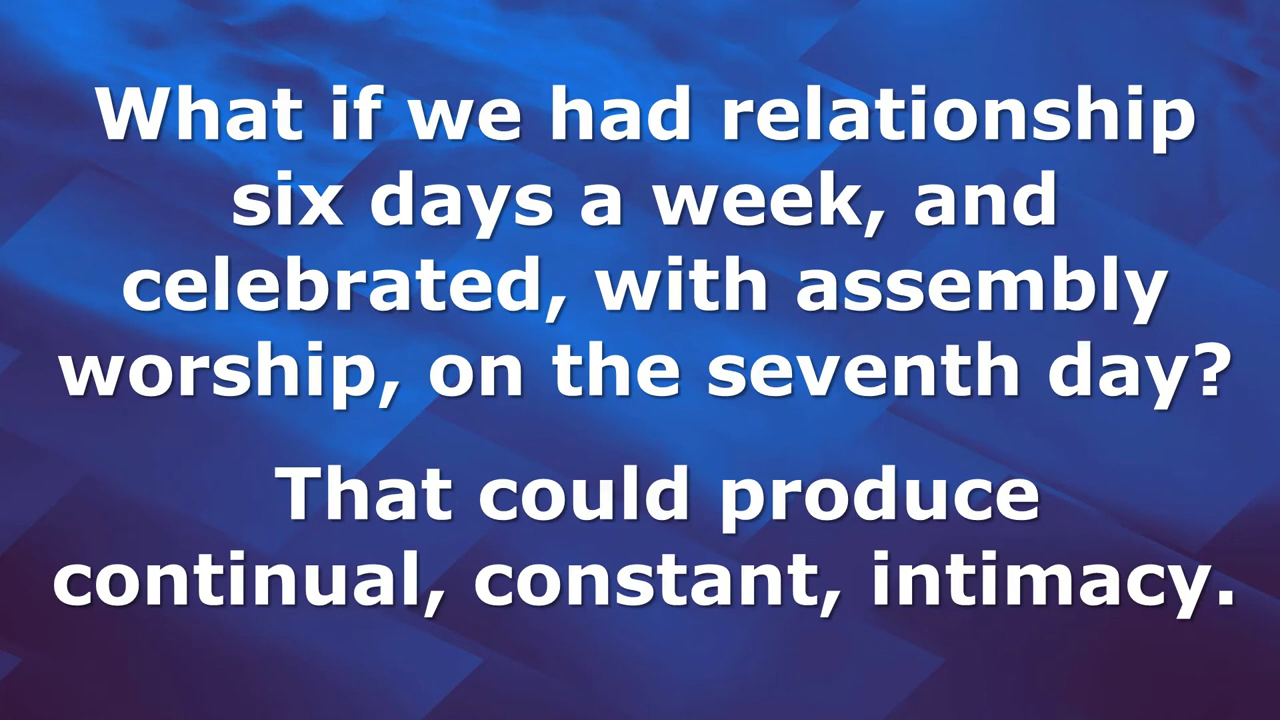 What if we had relationship
six days a week, and
celebrated, with assembly
worship, on the seventh day?
That could produce
continual, constant, intimacy.